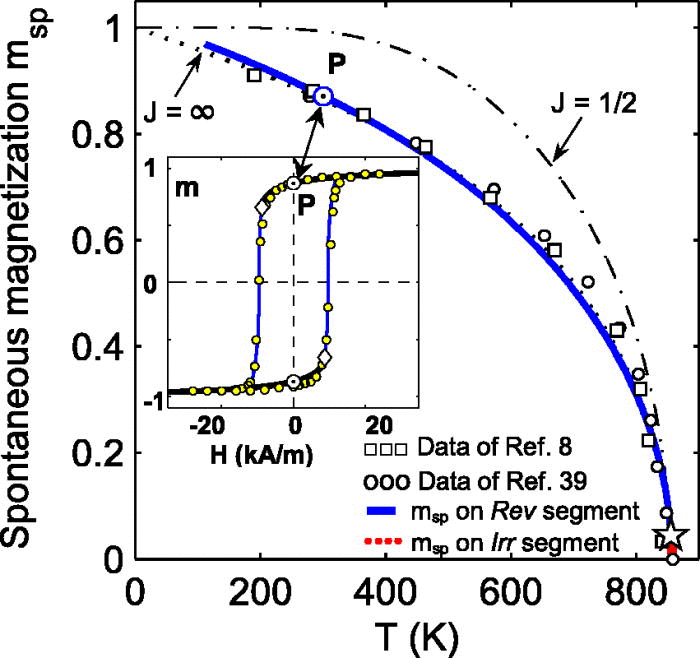 Spontaneous magnetization m_sp
1
0.8
0.6
0.4
0.2
0
0
200
400
600
800
T (K)
P
J = ∞
J = 1/2
m
P
1
0
-1
-20
0
20
H (kA/m)
Data of Ref. 8
Data of Ref. 39
m_sp on Rev segment
m_sp on Irr segment